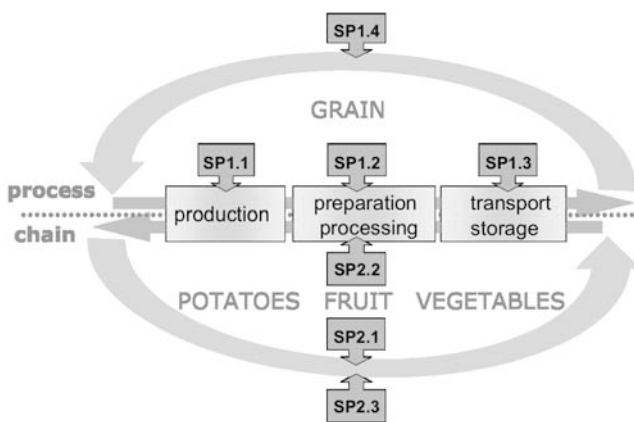 SP1.4
GRAIN
SP1.1 SP1.2 SP1.3
process
production preparation processing transport storage
chain
SP2.2
POTATOES FRUIT VEGETABLES
SP2.1
SP2.3